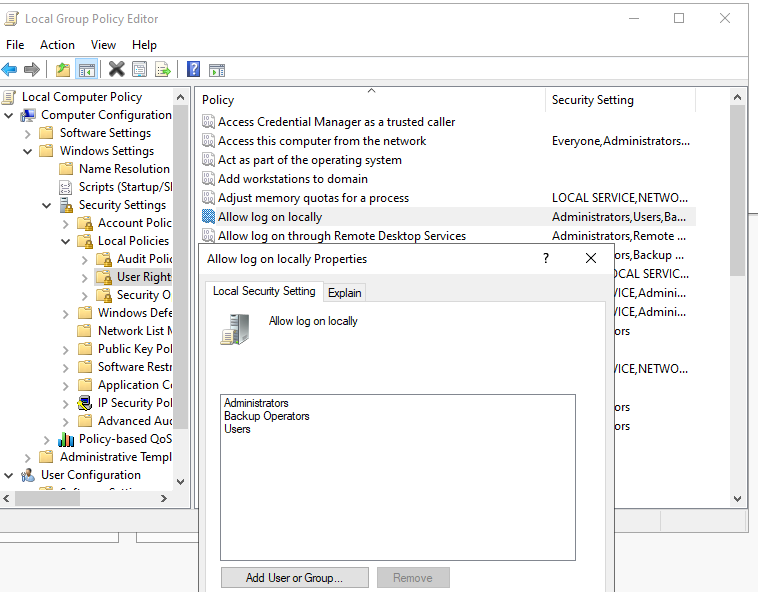 Local Group Policy Editor
File Action View Help
Local Computer Policy
Computer Configuration
Software Settings
Windows Settings
Name Resolution
Scripts (Startup/Sh
Security Settings
Account Polic
Local Policies
Audit Polic
User Right
Security O
Windows Defe
Network List M
Public Key Pol
Software Restr
Application Co
IP Security Pol
Advanced Aud
Policy-based QoS
Administrative Templ
User Configuration
Policy Security Setting
Access Credential Manager as a trusted caller
Access this computer from the network Everyone,Administrators...
Act as part of the operating system
Add workstations to domain
Adjust memory quotas for a process LOCAL SERVICE,NETWO...
Allow log on locally Administrators,Users,Ba...
Allow log on through Remote Desktop Services Administrators,Remote ...
ors,Backup ...
OCAL SERVIC...
VICE,Admini...
VICE,Admini...
ors
VICE,NETWO...
ors
ors
Allow log on locally Properties ?
Local Security Setting Explain
Allow log on locally
Administrators
Backup Operators
Users
Add User or Group... Remove